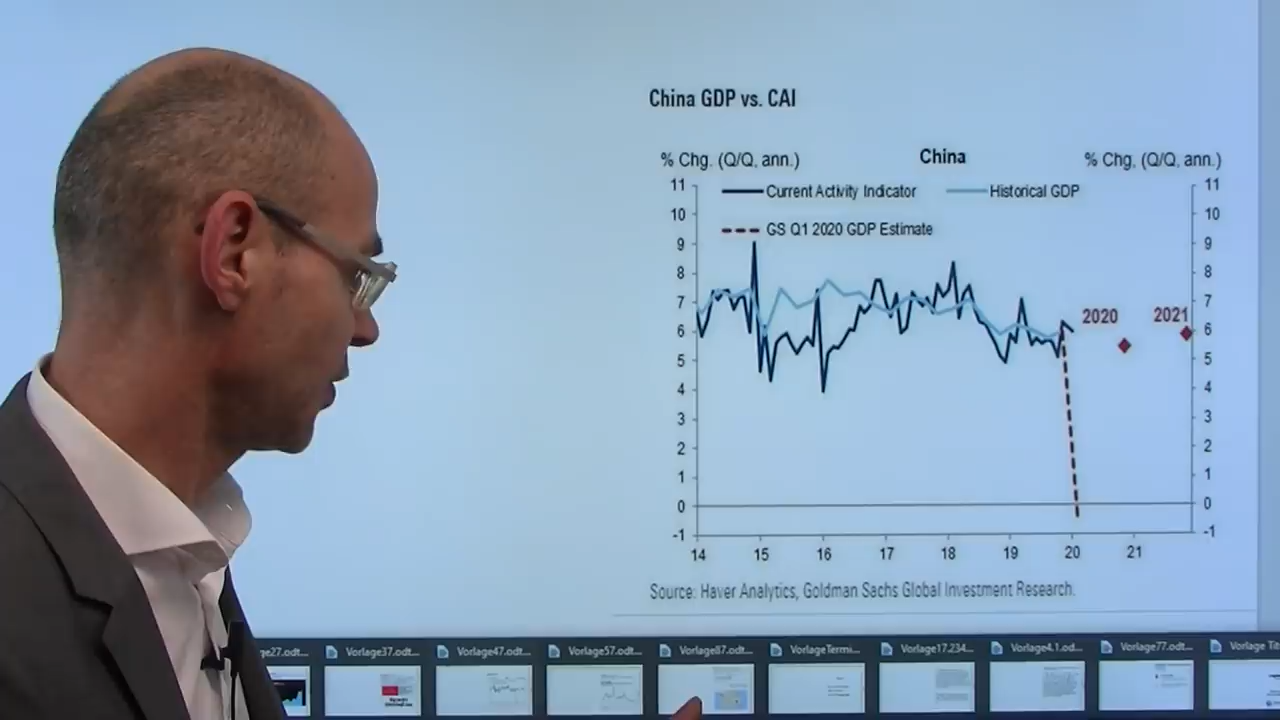 China GDP vs. CAI
% Chg. (Q/Q, ann.)
China
% Chg, (Q/Q, ann.)
Current Activity Indicator
Historical GDP
GS Q1 2020 GDP Estimate
11
10
9
8
7
6
5
4
3
2
1
0
-1
11
10
9
8
7
6
5
4
3
2
1
0
-1
2020
2021
14 15 16 17 18 19 20 21
Source: Haver Analytics, Goldman Sachs Global Investment Research.
ge27.odt... Vorlage37.odt... Vorlage47.odt... Vorlage57.odt... Vorlage87.odt... VorlageTermi... Vorlage17.234... Vorlage4.1.od... Vorlage77.odt... Vorlage Tit